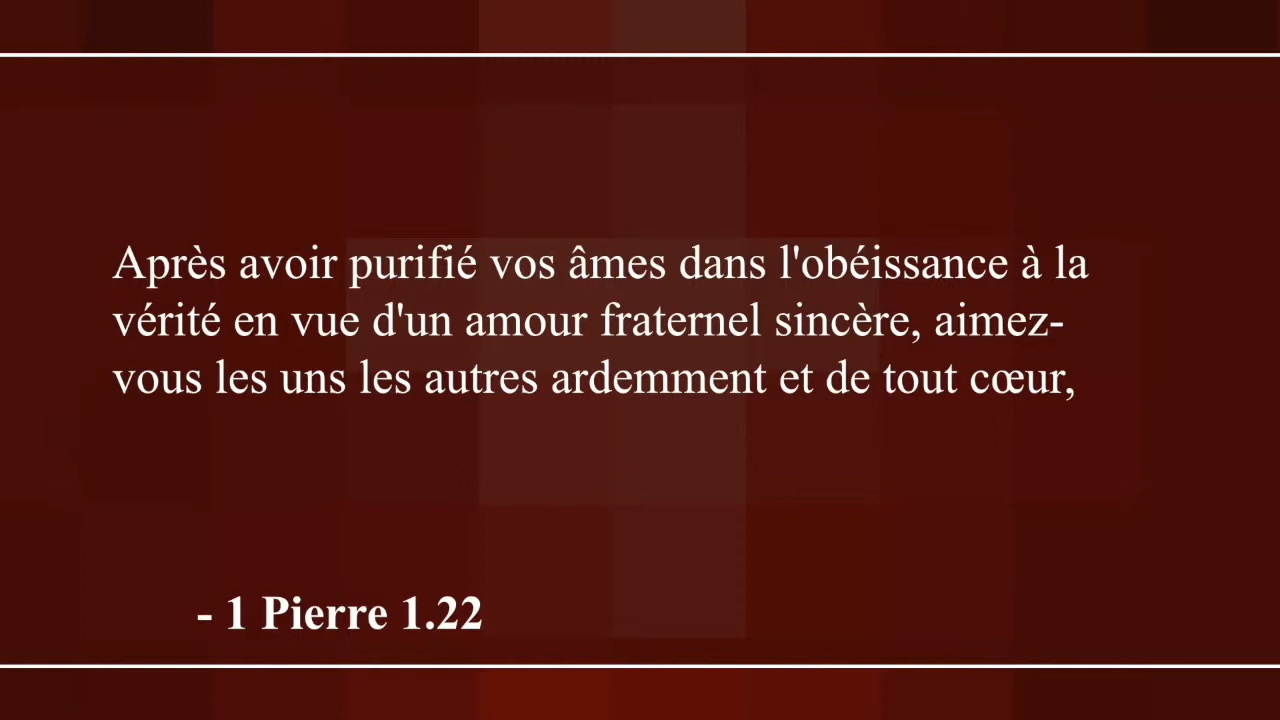 Après avoir purifié vos âmes dans l'obéissance à la
vérité en vue d'un amour fraternel sincère, aimez-
vous les uns les autres ardemment et de tout cœur,
- 1 Pierre 1.22